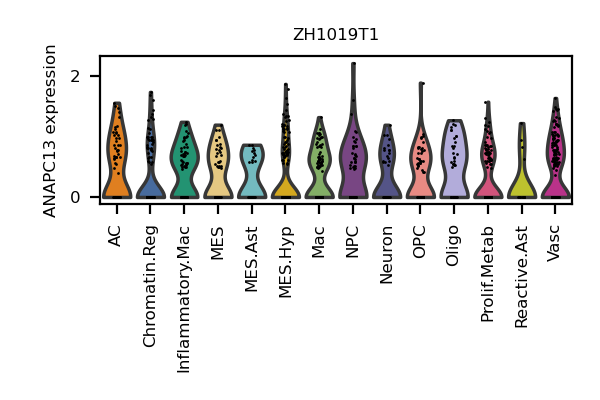 ZH1019T1
ANAPC13 expression
2
0
AC
Chromatin.Reg
Inflammatory.Mac
MES
MES.Ast
MES.Hyp
Mac
NPC
Neuron
OPC
Oligo
Prolif.Metab
Reactive.Ast
Vasc